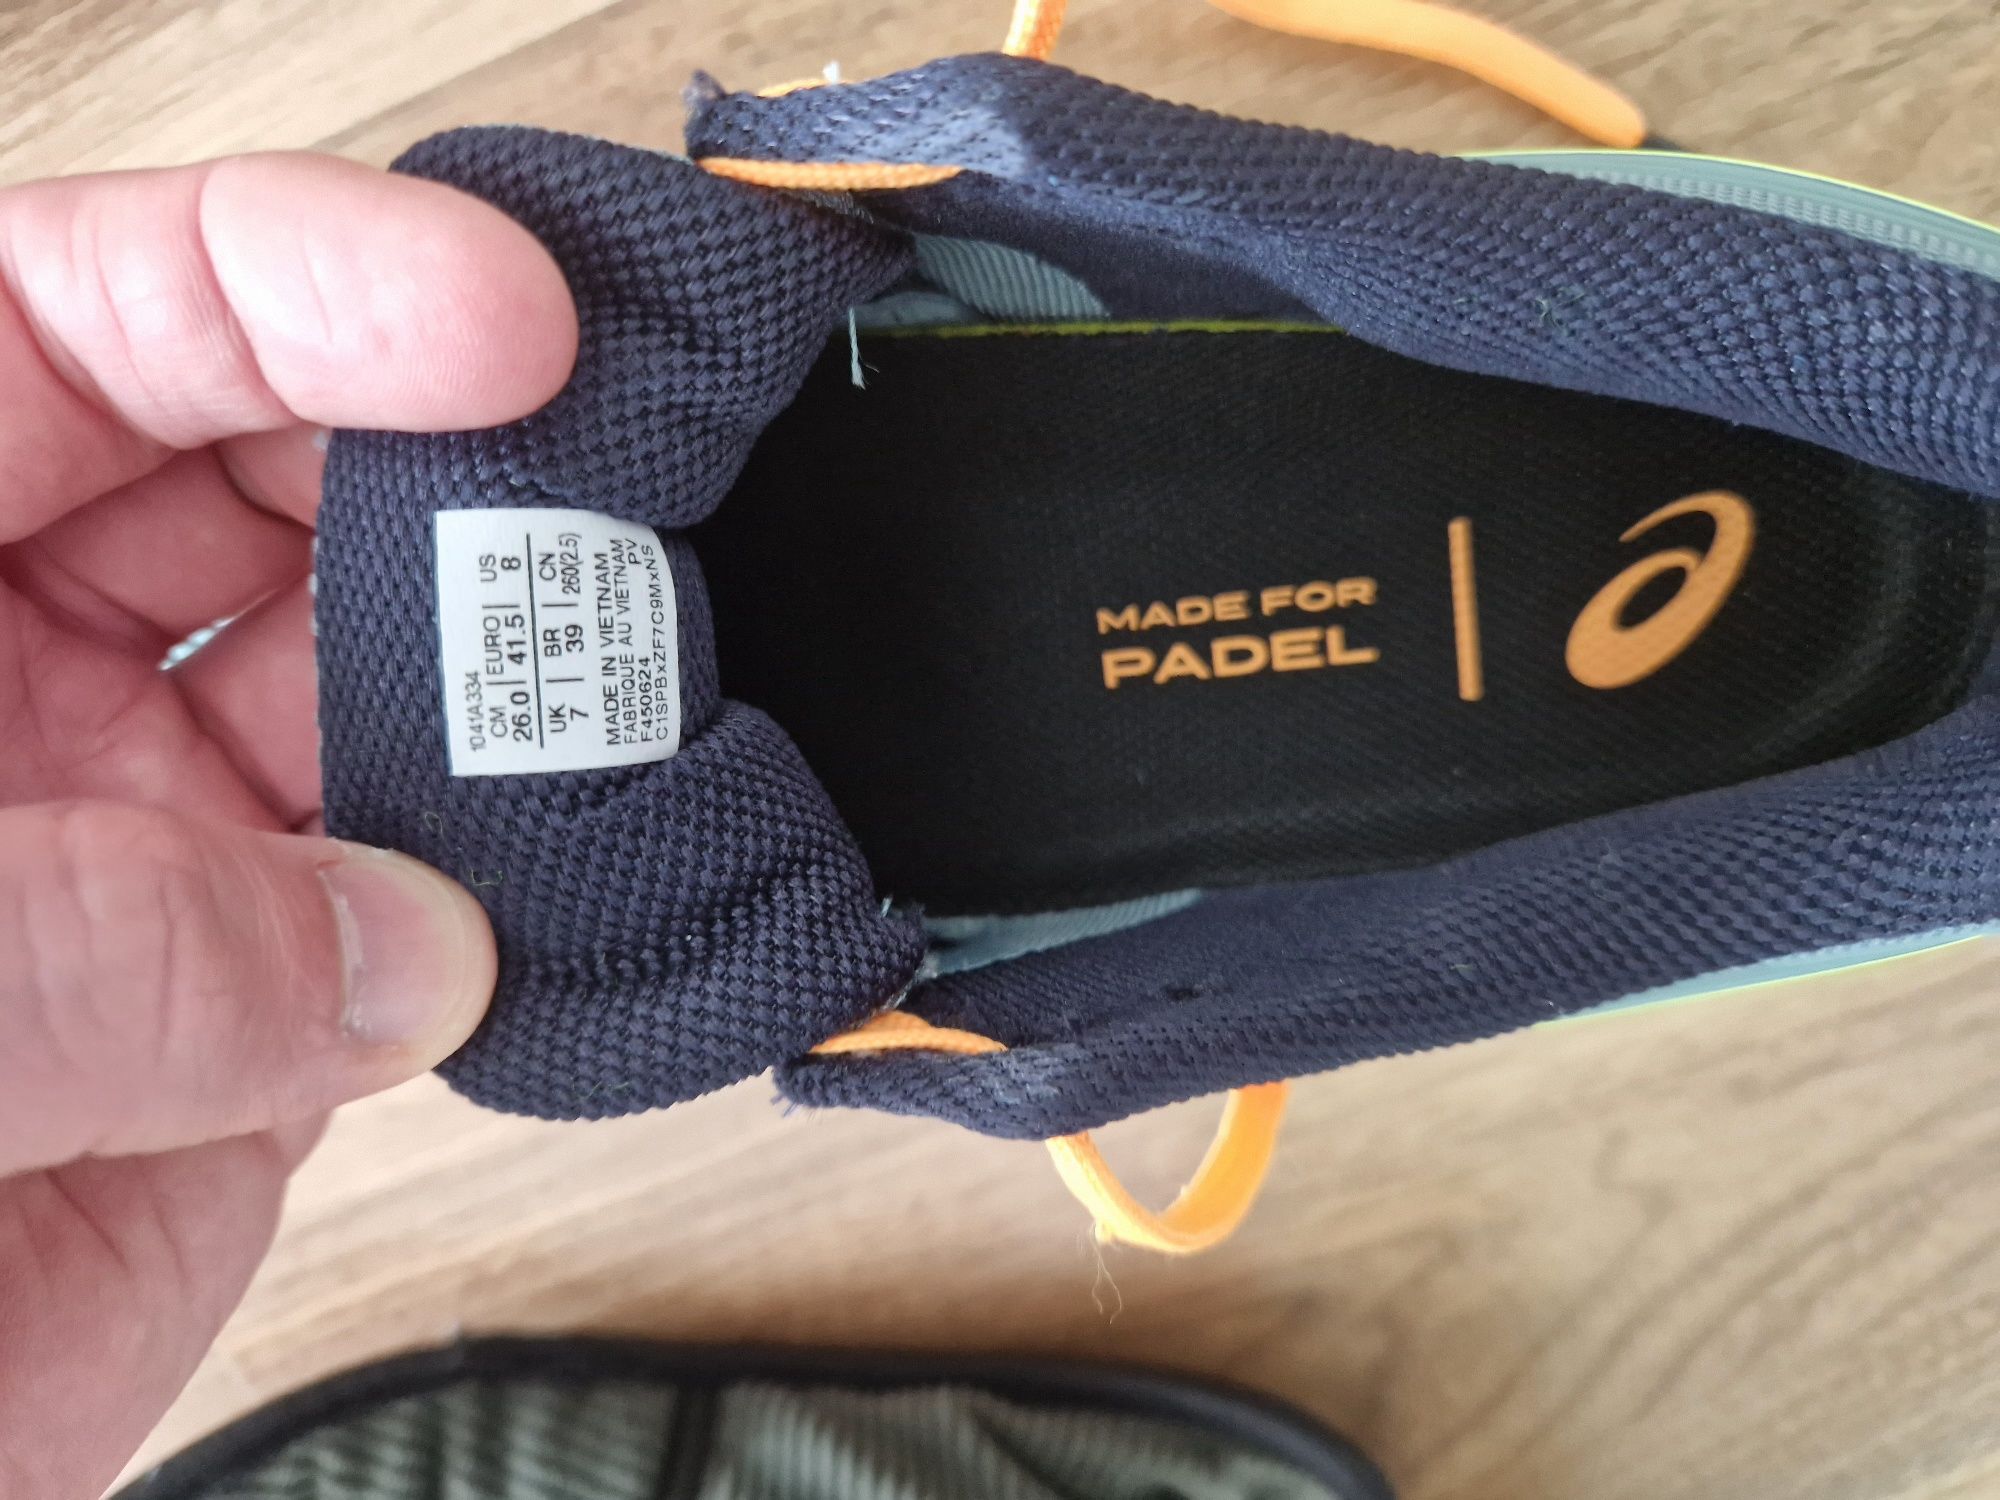 1041A334
CM | EURO | US
26.0 | 41.5 | 8
UK | BR | CN
7 | 39 | 260(2.5)
MADE IN VIETNAM
FABRIQUE AU VIETNAM
F450624 PV
C1SPBxZF7C9MxNS
MADE FOR
PADEL